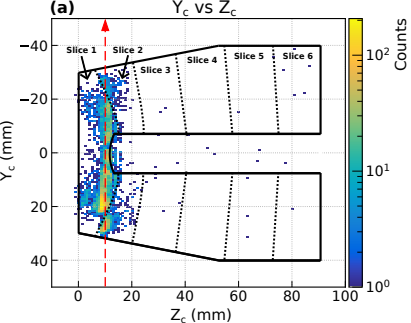 (a) Y_c vs Z_c
Slice 1 Slice 2
Slice 3
Slice 4
Slice 5
Slice 6
−40
−20
0
20
40
Y_c (mm)
0 20 40 60 80 100
Z_c (mm)
Counts
10^2
10^1
10^0